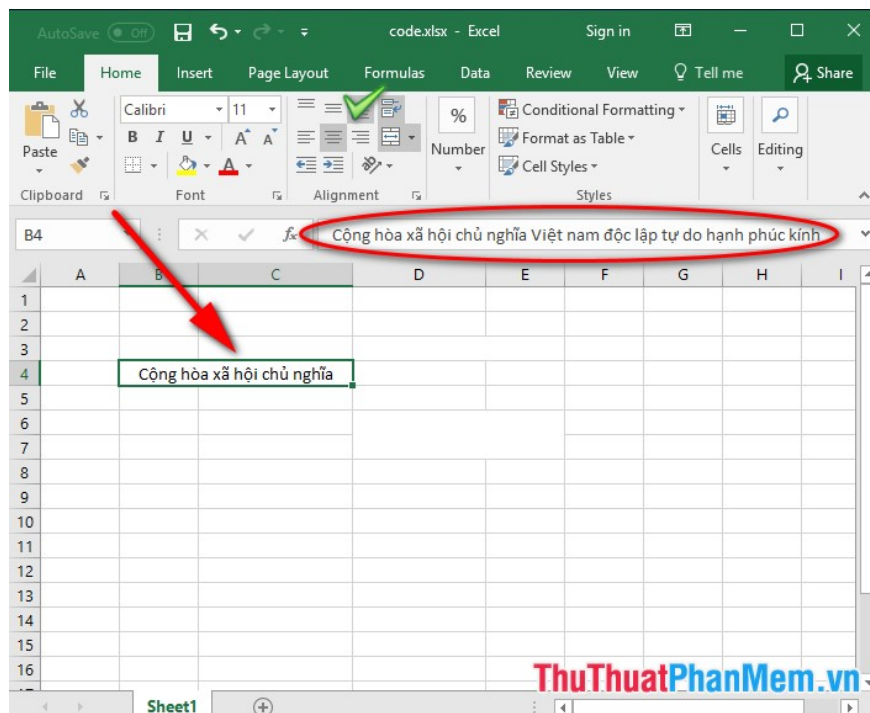 AutoSave Off code.xlsx - Excel Sign in
File Home Insert Page Layout Formulas Data Review View Tell me Share
Calibri 11 % Conditional Formatting
B I U A A Format as Table
Paste A Number Cell Styles Cells Editing
Clipboard Font Alignment Styles
B4 fx Cộng hòa xã hội chủ nghĩa Việt nam độc lập tự do hạnh phúc kính
A B C D E F G H I
1
2
3
4 Cộng hòa xã hội chủ nghĩa
5
6
7
8
9
10
11
12
13
14
15
16
ThuThuatPhanMem.vn
Sheet1